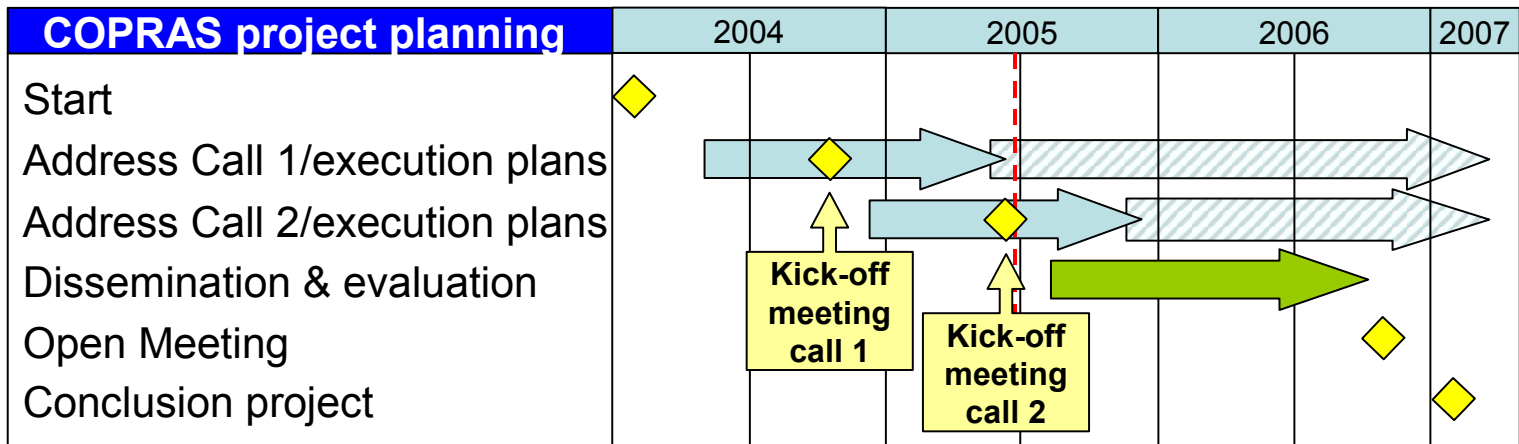 COPRAS project planning
2004
2005
2006
2007
Start
Address Call 1/execution plans
Address Call 2/execution plans
Dissemination & evaluation
Open Meeting
Conclusion project
Kick-off
meeting
call 1
Kick-off
meeting
call 2